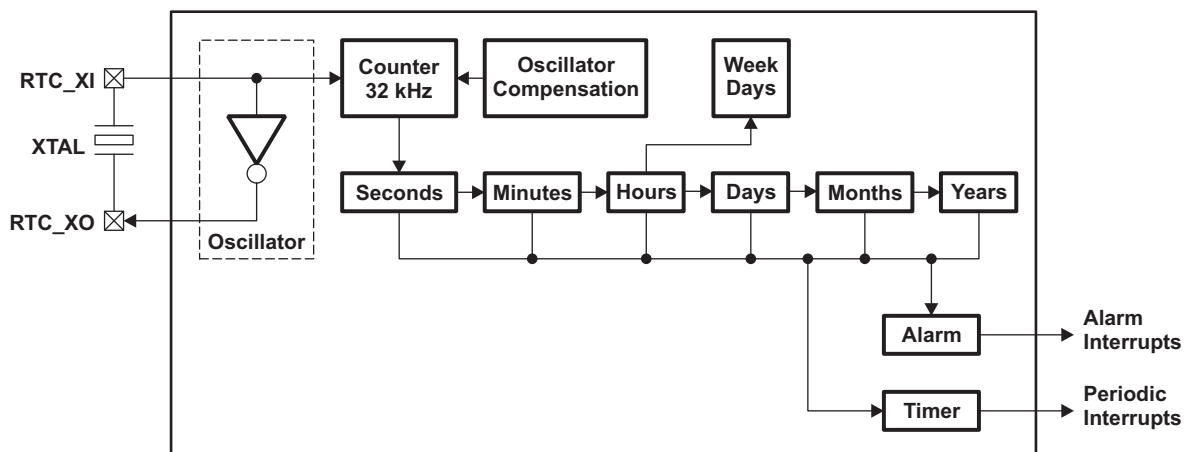 RTC_XI
XTAL
RTC_XO
Oscillator
Counter
32 kHz
Oscillator
Compensation
Week
Days
Seconds
Minutes
Hours
Days
Months
Years
Alarm
Alarm
Interrupts
Timer
Periodic
Interrupts